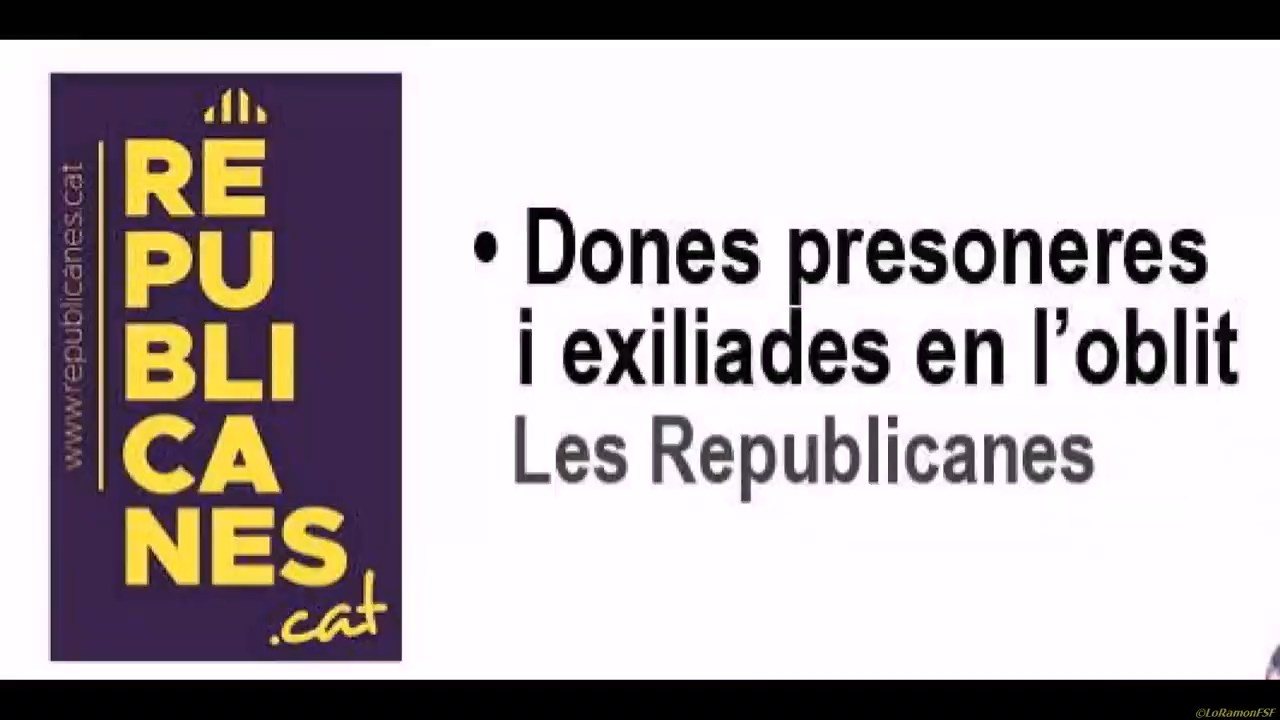 www.republicanes.cat
RE
PU
BLI
CA
NES
.cat
• Dones presoneres
i exiliades en l’oblit
Les Republicanes
©LoRamonFSF